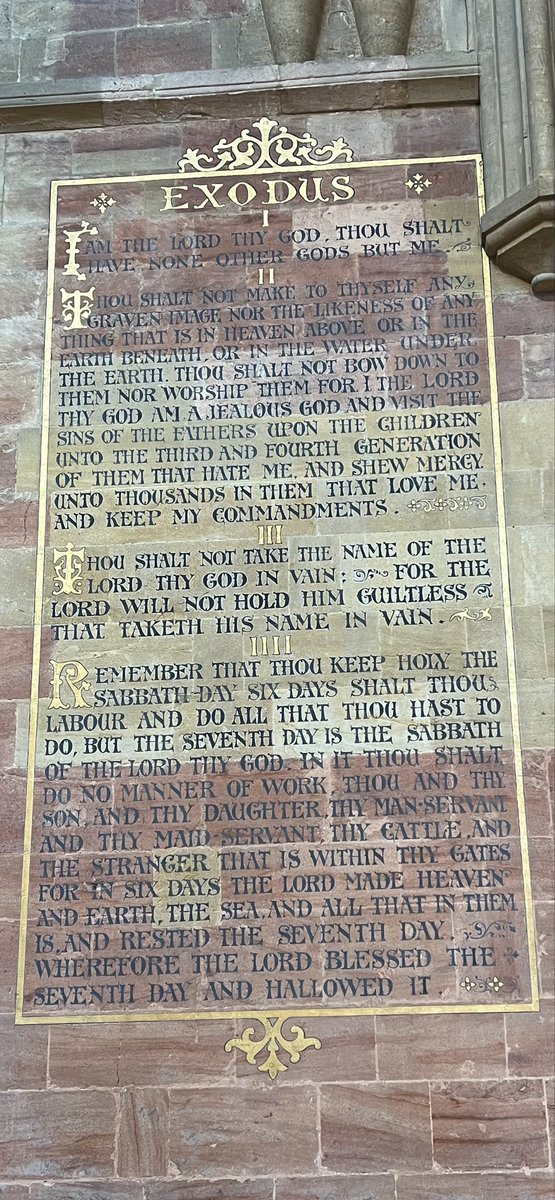 EXODUS
I
I AM THE LORD THY GOD, THOU SHALT
HAVE NONE OTHER GODS BUT ME.
II
THOU SHALT NOT MAKE TO THYSELF ANY
GRAVEN IMAGE NOR THE LIKENESS OF ANY
THING THAT IS IN HEAVEN ABOVE OR IN THE
EARTH BENEATH OR IN THE WATER UNDER
THE EARTH. THOU SHALT NOT BOW DOWN TO
THEM NOR WORSHIP THEM FOR I THE LORD
THY GOD AM A JEALOUS GOD AND VISIT THE
SINS OF THE FATHERS UPON THE CHILDREN
UNTO THE THIRD AND FOURTH GENERATION
OF THEM THAT HATE ME, AND SHEW MERCY
UNTO THOUSANDS IN THEM THAT LOVE ME,
AND KEEP MY COMMANDMENTS.
III
THOU SHALT NOT TAKE THE NAME OF THE
LORD THY GOD IN VAIN; FOR THE
LORD WILL NOT HOLD HIM GUILTLESS
THAT TAKETH HIS NAME IN VAIN.
IIII
REMEMBER THAT THOU KEEP HOLY THE
SABBATH-DAY SIX DAYS SHALT THOU
LABOUR AND DO ALL THAT THOU HAST TO
DO, BUT THE SEVENTH DAY IS THE SABBATH
OF THE LORD THY GOD. IN IT THOU SHALT
DO NO MANNER OF WORK, THOU AND THY
SON, AND THY DAUGHTER, THY MAN-SERVANT
AND THY MAID-SERVANT, THY CATTLE, AND
THE STRANGER THAT IS WITHIN THY GATES
FOR IN SIX DAYS THE LORD MADE HEAVEN
AND EARTH, THE SEA, AND ALL THAT IN THEM
IS, AND RESTED THE SEVENTH DAY,
WHEREFORE THE LORD BLESSED THE
SEVENTH DAY AND HALLOWED IT.